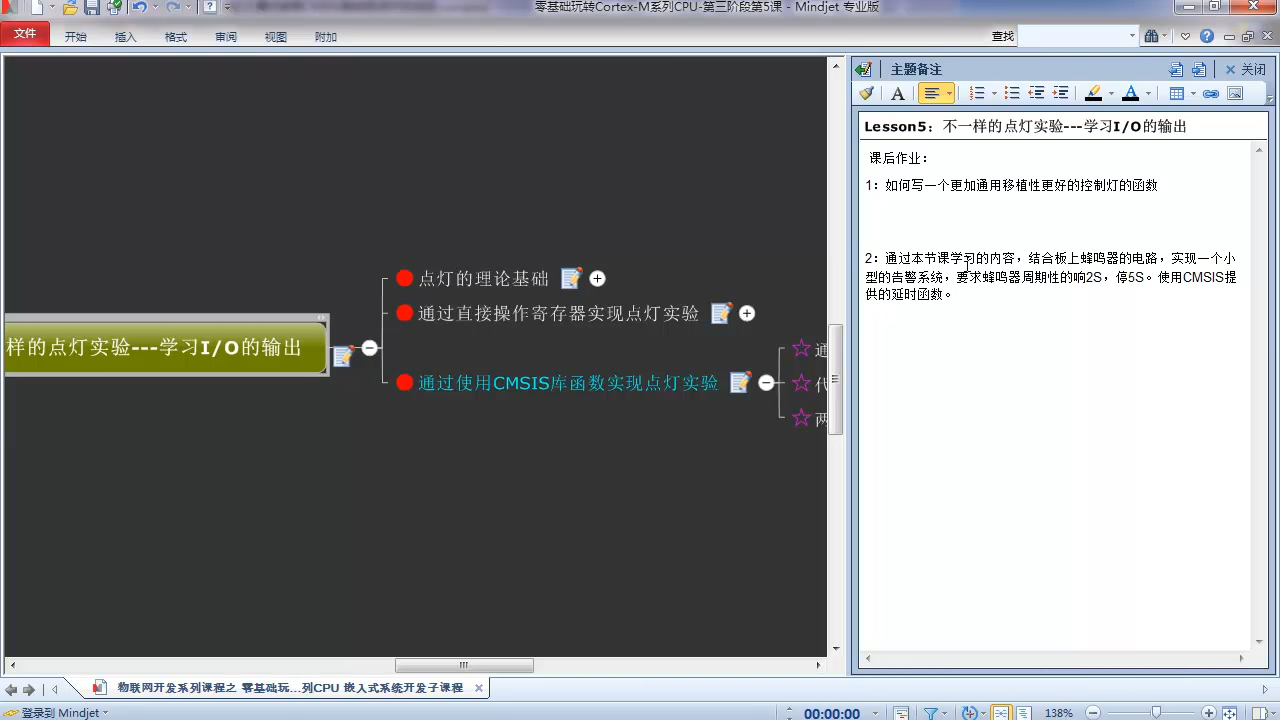 零基础玩转Cortex-M系列CPU-第三阶段第5课 - Mindjet 专业版
文件 开始 插入 格式 审阅 视图 附加 查找
主题备注 关闭
Lesson5：不一样的点灯实验---学习I/O的输出
课后作业：
1：如何写一个更加通用移植性更好的控制灯的函数
2：通过本节课学习的内容，结合板上蜂鸣器的电路，实现一个小
型的告警系统，要求蜂鸣器周期性的响2S，停5S。使用CMSIS提
供的延时函数。
点灯的理论基础
通过直接操作寄存器实现点灯实验
样的点灯实验---学习I/O的输出
通过使用CMSIS库函数实现点灯实验
通
代
两
物联网开发系列课程之 零基础玩...列CPU 嵌入式系统开发子课程
登录到 Mindjet 00:00:00 138%